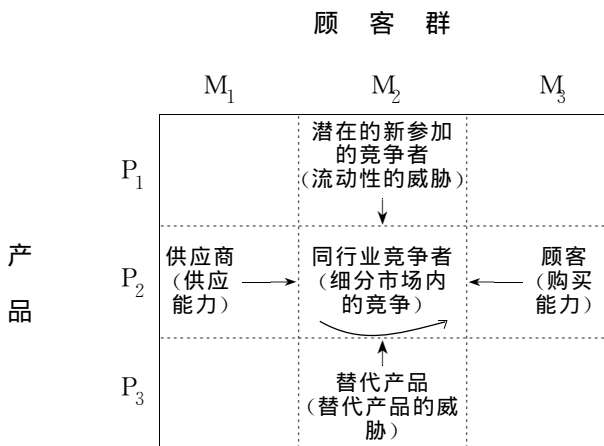 顾 客 群
M1 M2 M3
潜在的新参加
的竞争者
(流动性的威胁)
P1
产
品
供应商
(供应
能力)
P2
同行业竞争者
(细分市场内
的竞争)
顾客
(购买
能力)
P3
替代产品
(替代产品的威
胁)